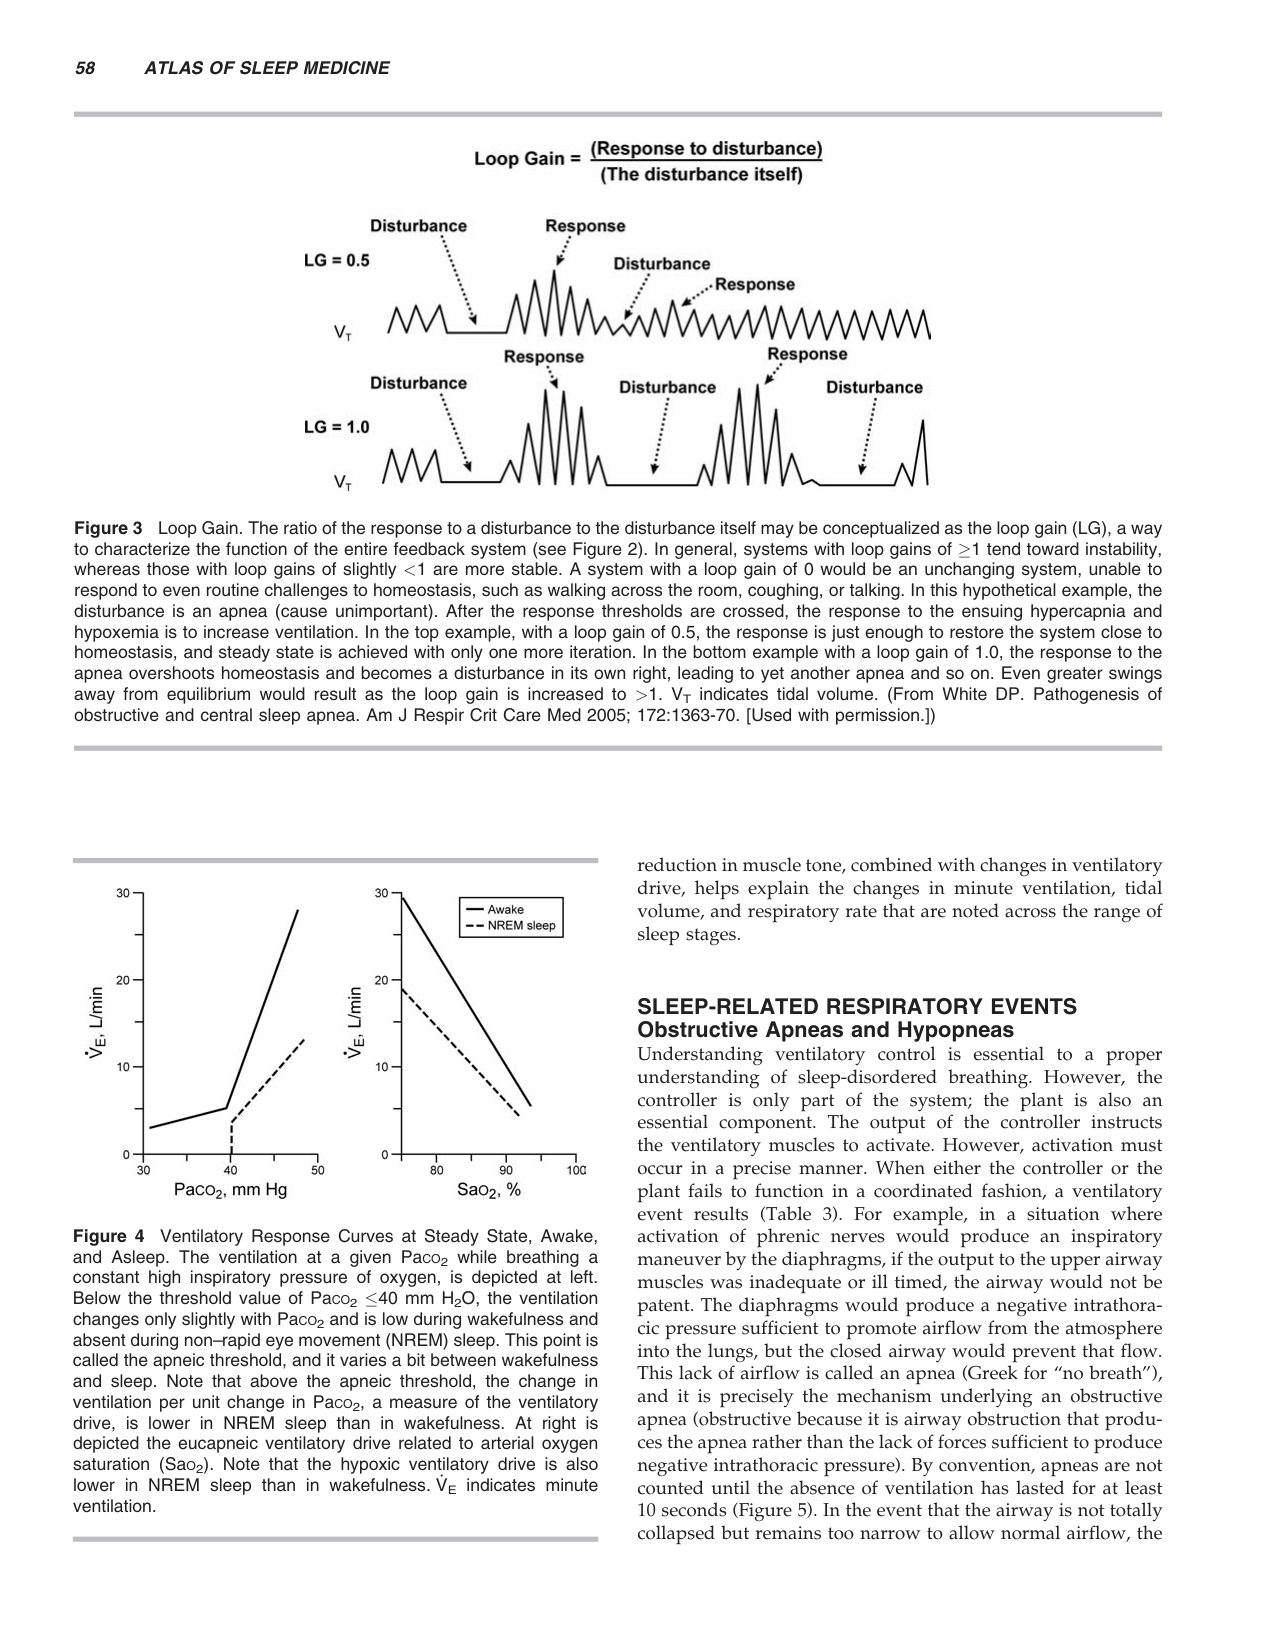 58 ATLAS OF SLEEP MEDICINE
Loop Gain = (Response to disturbance)
(The disturbance itself)
Disturbance Response
LG = 0.5 Disturbance
Response
VT
Response Response
Disturbance Disturbance Disturbance
LG = 1.0
VT
Figure 3 Loop Gain. The ratio of the response to a disturbance to the disturbance itself may be conceptualized as the loop gain (LG), a way
to characterize the function of the entire feedback system (see Figure 2). In general, systems with loop gains of ≥1 tend toward instability,
whereas those with loop gains of slightly <1 are more stable. A system with a loop gain of 0 would be an unchanging system, unable to
respond to even routine challenges to homeostasis, such as walking across the room, coughing, or talking. In this hypothetical example, the
disturbance is an apnea (cause unimportant). After the response thresholds are crossed, the response to the ensuing hypercapnia and
hypoxemia is to increase ventilation. In the top example, with a loop gain of 0.5, the response is just enough to restore the system close to
homeostasis, and steady state is achieved with only one more iteration. In the bottom example with a loop gain of 1.0, the response to the
apnea overshoots homeostasis and becomes a disturbance in its own right, leading to yet another apnea and so on. Even greater swings
away from equilibrium would result as the loop gain is increased to >1. VT indicates tidal volume. (From White DP. Pathogenesis of
obstructive and central sleep apnea. Am J Respir Crit Care Med 2005; 172:1363-70. [Used with permission.])
30
20
10
0
V̇E, L/min
30 40 50
PaCO2, mm Hg
30
20
10
0
V̇E, L/min
Awake
NREM sleep
80 90 100
SaO2, %
Figure 4 Ventilatory Response Curves at Steady State, Awake,
and Asleep. The ventilation at a given PaCO2 while breathing a
constant high inspiratory pressure of oxygen, is depicted at left.
Below the threshold value of PaCO2 ≤40 mm H2O, the ventilation
changes only slightly with PaCO2 and is low during wakefulness and
absent during non–rapid eye movement (NREM) sleep. This point is
called the apneic threshold, and it varies a bit between wakefulness
and sleep. Note that above the apneic threshold, the change in
ventilation per unit change in PaCO2, a measure of the ventilatory
drive, is lower in NREM sleep than in wakefulness. At right is
depicted the eucapneic ventilatory drive related to arterial oxygen
saturation (SaO2). Note that the hypoxic ventilatory drive is also
lower in NREM sleep than in wakefulness. V̇E indicates minute
ventilation.
reduction in muscle tone, combined with changes in ventilatory
drive, helps explain the changes in minute ventilation, tidal
volume, and respiratory rate that are noted across the range of
sleep stages.
SLEEP-RELATED RESPIRATORY EVENTS
Obstructive Apneas and Hypopneas
Understanding ventilatory control is essential to a proper
understanding of sleep-disordered breathing. However, the
controller is only part of the system; the plant is also an
essential component. The output of the controller instructs
the ventilatory muscles to activate. However, activation must
occur in a precise manner. When either the controller or the
plant fails to function in a coordinated fashion, a ventilatory
event results (Table 3). For example, in a situation where
activation of phrenic nerves would produce an inspiratory
maneuver by the diaphragms, if the output to the upper airway
muscles was inadequate or ill timed, the airway would not be
patent. The diaphragms would produce a negative intrathora-
cic pressure sufficient to promote airflow from the atmosphere
into the lungs, but the closed airway would prevent that flow.
This lack of airflow is called an apnea (Greek for “no breath”),
and it is precisely the mechanism underlying an obstructive
apnea (obstructive because it is airway obstruction that produ-
ces the apnea rather than the lack of forces sufficient to produce
negative intrathoracic pressure). By convention, apneas are not
counted until the absence of ventilation has lasted for at least
10 seconds (Figure 5). In the event that the airway is not totally
collapsed but remains too narrow to allow normal airflow, the